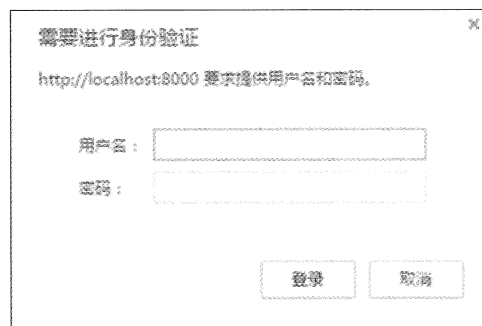 需要进行身份验证
×
http://localhost:8000 要求提供用户名和密码。
用户名：
密码：
登录
取消